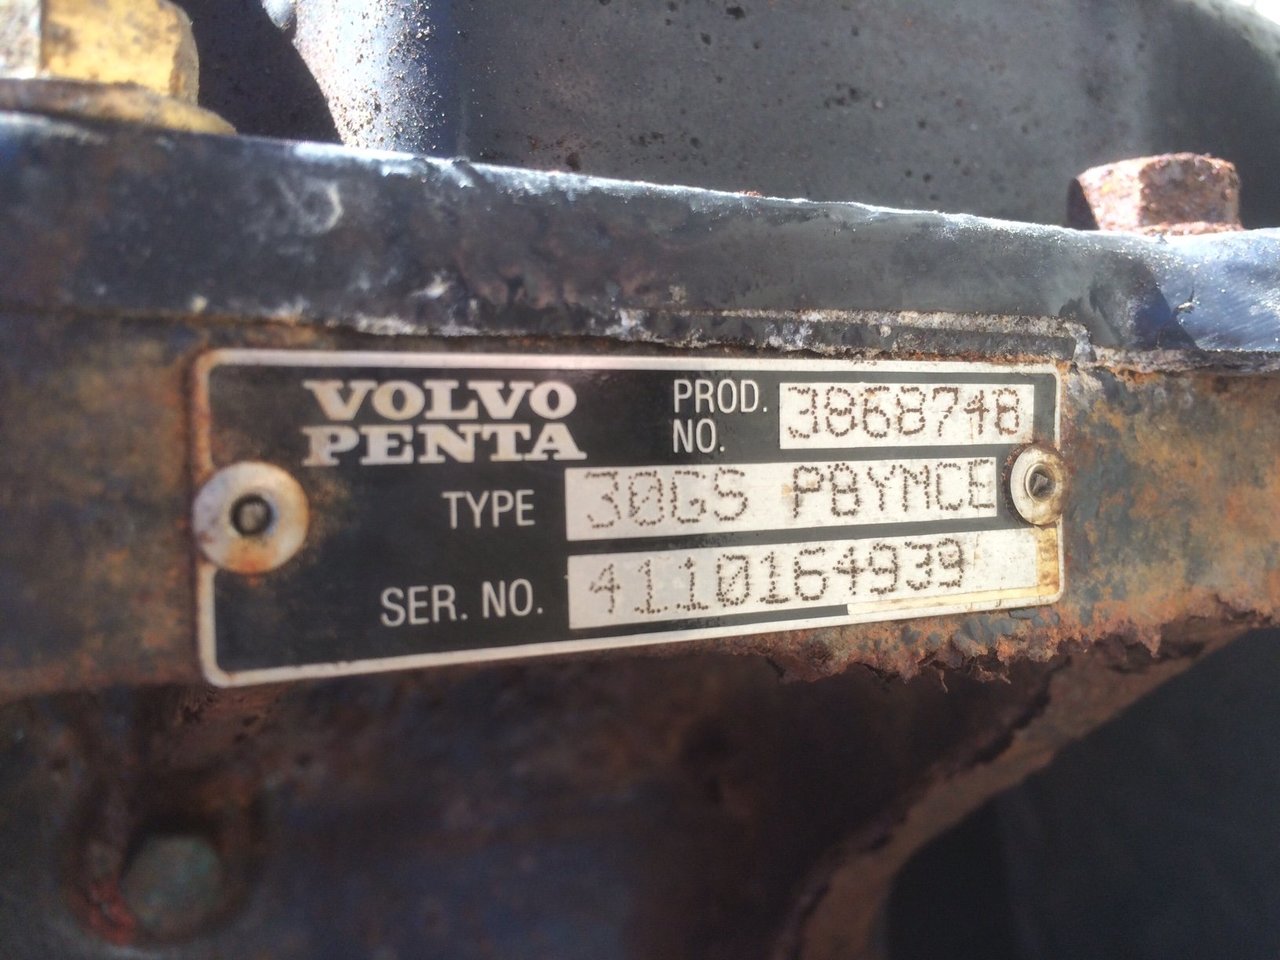 VOLVO
PENTA
PROD.
NO.
3868748
TYPE
30GS PBYMCE
SER. NO.
4110164939